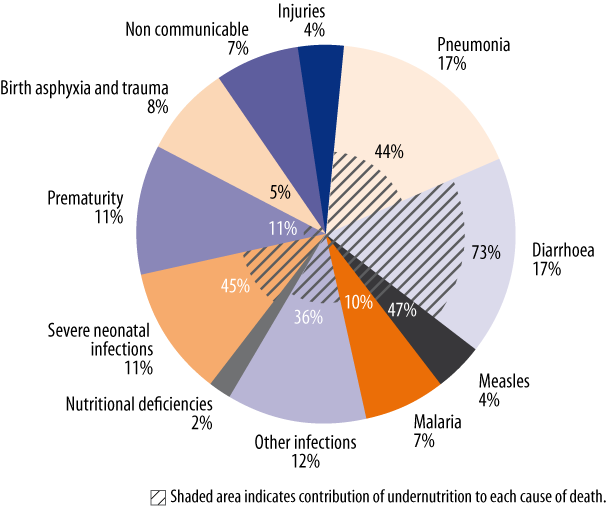 Injuries
4%
Non communicable
7%
Pneumonia
17%
Birth asphyxia and trauma
8%
44%
5%
Prematurity
11%
11%
73%
Diarrhoea
17%
45%
36%
10%
47%
Severe neonatal
infections
11%
Measles
4%
Nutritional deficiencies
2%
Malaria
7%
Other infections
12%
Shaded area indicates contribution of undernutrition to each cause of death.